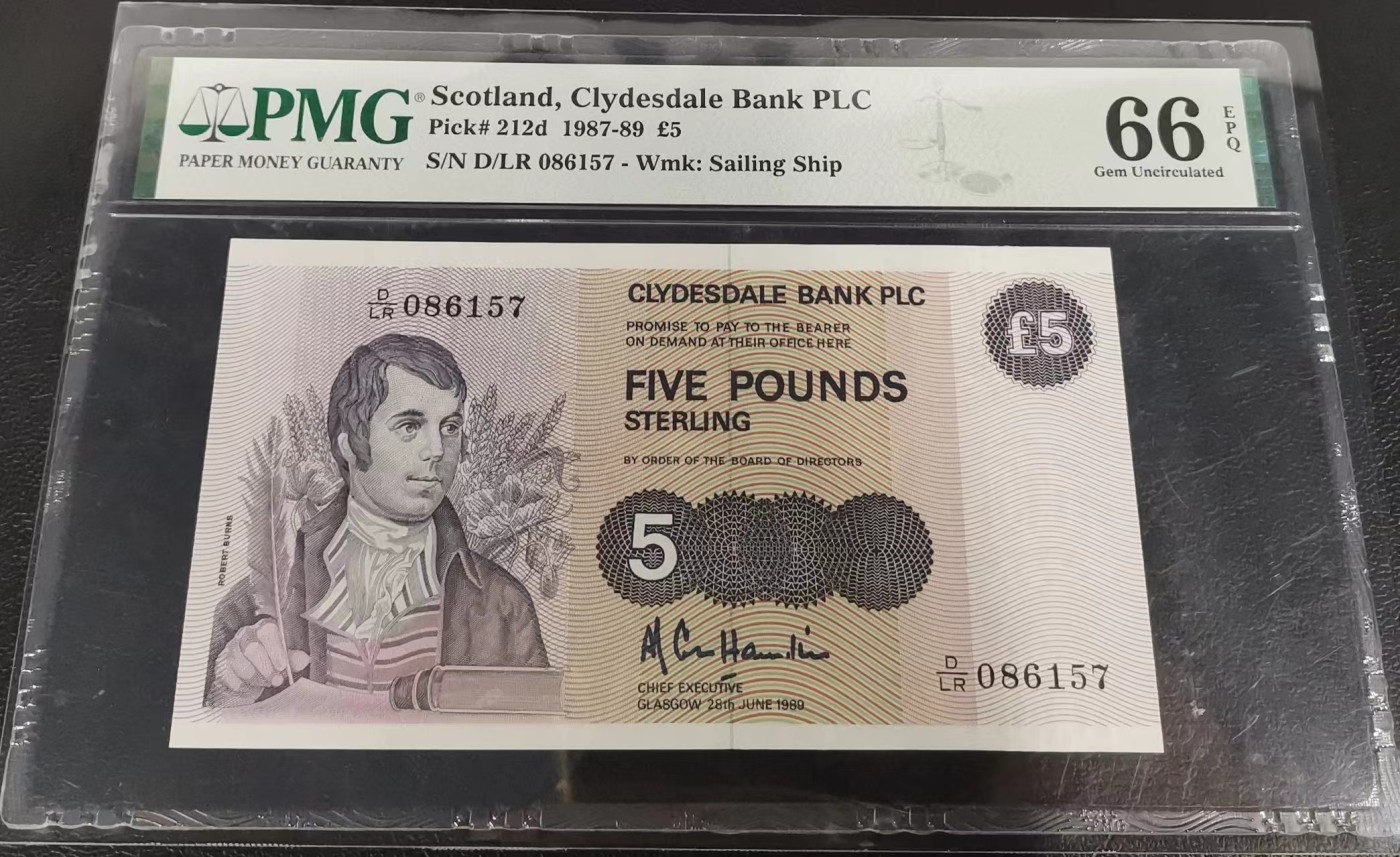 PMG®
PAPER MONEY GUARANTY
Scotland, Clydesdale Bank PLC
Pick# 212d 1987-89 £5
S/N D/LR 086157 - Wmk: Sailing Ship
66
EPQ
Gem Uncirculated
D/LR 086157
CLYDESDALE BANK PLC
PROMISE TO PAY TO THE BEARER
ON DEMAND AT THEIR OFFICE HERE
FIVE POUNDS
STERLING
BY ORDER OF THE BOARD OF DIRECTORS
£5
ROBERT BURNS
5
CHIEF EXECUTIVE
GLASGOW 28th JUNE 1989
D/LR 086157